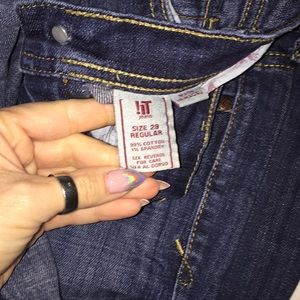 !iT
jeans
SIZE 29
REGULAR
99% COTTON
1% SPANDEX
SEE REVERSE
FOR CARE